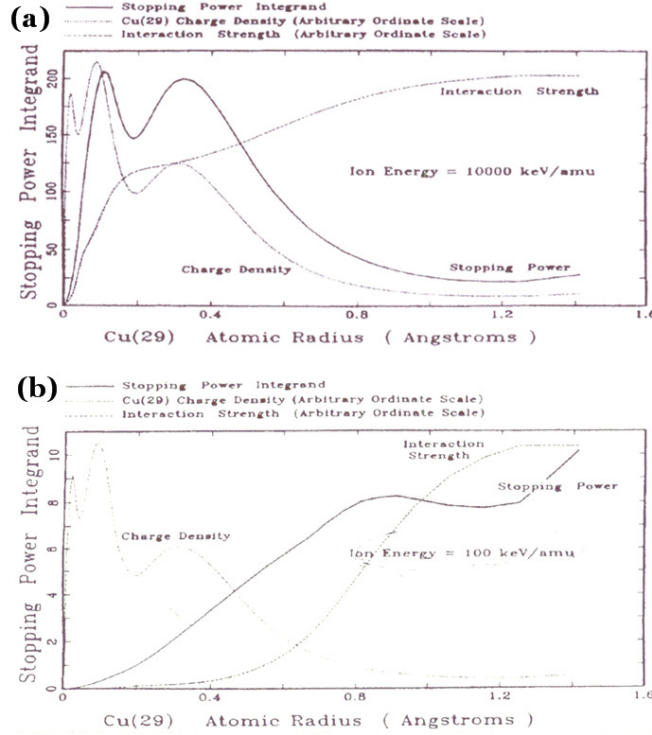 (a)
Stopping Power Integrand
Cu(29) Charge Density (Arbitrary Ordinate Scale)
Interaction Strength (Arbitrary Ordinate Scale)
Stopping Power Integrand
200
150
100
50
0
Interaction Strength
Ion Energy = 10000 keV/amu
Charge Density
Stopping Power
0 0.4 0.8 1.2 1.6
Cu(29) Atomic Radius ( Angstroms )
(b)
Stopping Power Integrand
Cu(29) Charge Density (Arbitrary Ordinate Scale)
Interaction Strength (Arbitrary Ordinate Scale)
Stopping Power Integrand
10
8
6
4
2
0
Interaction
Strength
Stopping Power
Charge Density
Ion Energy = 100 keV/amu
0 0.4 0.8 1.2 1.6
Cu(29) Atomic Radius ( Angstroms )